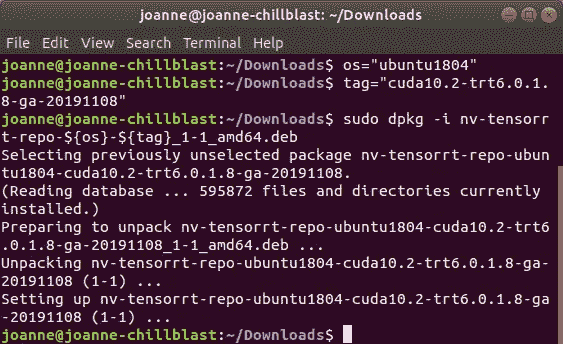 joanne@joanne-chillblast: ~/Downloads
File Edit View Search Terminal Help
joanne@joanne-chillblast:~/Downloads$ os="ubuntu1804"
joanne@joanne-chillblast:~/Downloads$ tag="cuda10.2-trt6.0.1.
8-ga-20191108"
joanne@joanne-chillblast:~/Downloads$ sudo dpkg -i nv-tensorr
t-repo-${os}-${tag}_1-1_amd64.deb
Selecting previously unselected package nv-tensorrt-repo-ubun
tu1804-cuda10.2-trt6.0.1.8-ga-20191108.
(Reading database ... 595872 files and directories currently
installed.)
Preparing to unpack nv-tensorrt-repo-ubuntu1804-cuda10.2-trt6
.0.1.8-ga-20191108_1-1_amd64.deb ...
Unpacking nv-tensorrt-repo-ubuntu1804-cuda10.2-trt6.0.1.8-ga-
20191108 (1-1) ...
Setting up nv-tensorrt-repo-ubuntu1804-cuda10.2-trt6.0.1.8-ga
-20191108 (1-1) ...
joanne@joanne-chillblast:~/Downloads$